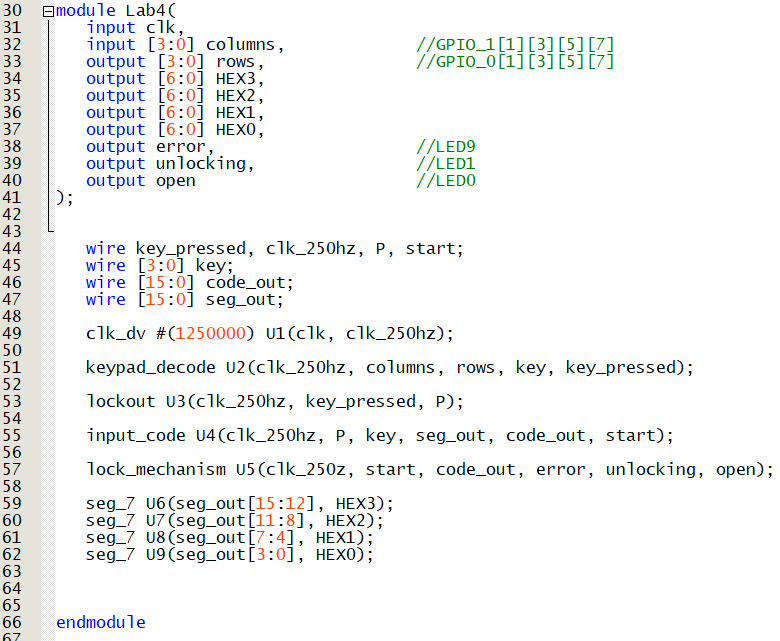 30 module Lab4(
31 input clk,
32 input [3:0] columns, //GPIO_1[1][3][5][7]
33 output [3:0] rows, //GPIO_0[1][3][5][7]
34 output [6:0] HEX3,
35 output [6:0] HEX2,
36 output [6:0] HEX1,
37 output [6:0] HEX0,
38 output error, //LED9
39 output unlocking, //LED1
40 output open //LED0
41 );
42
43
44 wire key_pressed, clk_250hz, P, start;
45 wire [3:0] key;
46 wire [15:0] code_out;
47 wire [15:0] seg_out;
48
49 clk_dv #(1250000) U1(clk, clk_250hz);
50
51 keypad_decode U2(clk_250hz, columns, rows, key, key_pressed);
52
53 lockout U3(clk_250hz, key_pressed, P);
54
55 input_code U4(clk_250hz, P, key, seg_out, code_out, start);
56
57 lock_mechanism U5(clk_250z, start, code_out, error, unlocking, open);
58
59 seg_7 U6(seg_out[15:12], HEX3);
60 seg_7 U7(seg_out[11:8], HEX2);
61 seg_7 U8(seg_out[7:4], HEX1);
62 seg_7 U9(seg_out[3:0], HEX0);
63
64
65
66 endmodule
67